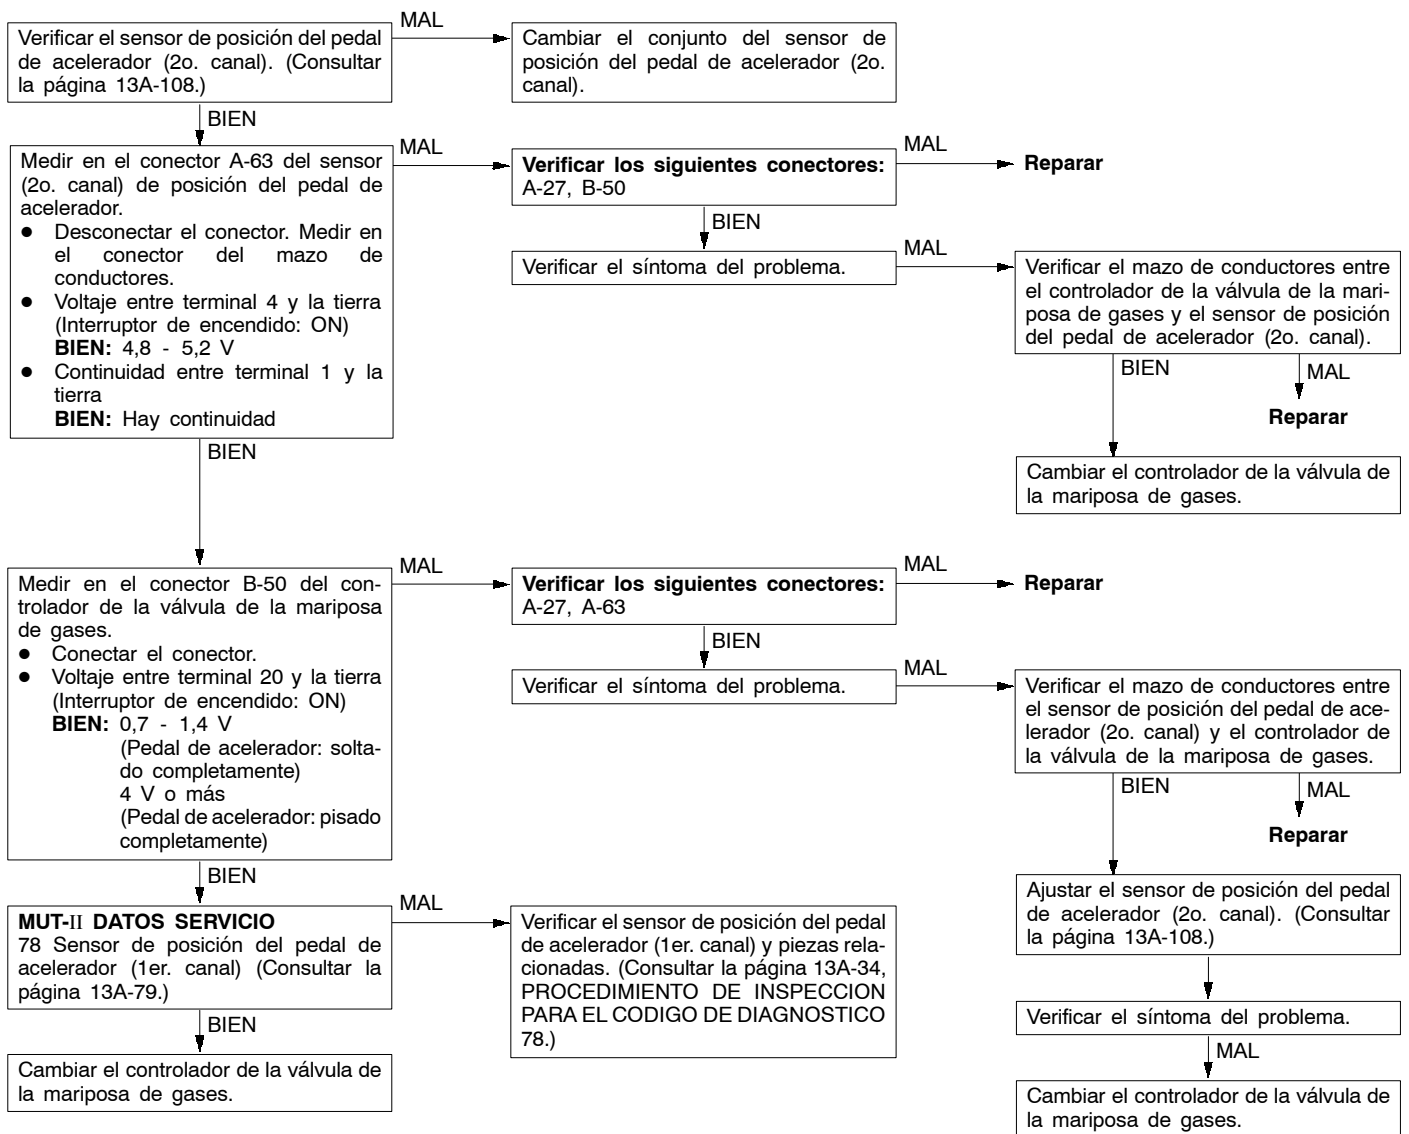 Verificar el sensor de posición del pedal
de acelerador (2o. canal). (Consultar
la página 13A-108.)
MAL
Cambiar el conjunto del sensor de
posición del pedal de acelerador (2o.
canal).
BIEN
Medir en el conector A-63 del sensor
(2o. canal) de posición del pedal de
acelerador.
● Desconectar el conector. Medir en
el conector del mazo de
conductores.
● Voltaje entre terminal 4 y la tierra
(Interruptor de encendido: ON)
BIEN: 4,8 - 5,2 V
● Continuidad entre terminal 1 y la
tierra
BIEN: Hay continuidad
MAL
Verificar los siguientes conectores:
A-27, B-50
MAL
Reparar
BIEN
Verificar el síntoma del problema.
MAL
Verificar el mazo de conductores entre
el controlador de la válvula de la mari-
posa de gases y el sensor de posición
del pedal de acelerador (2o. canal).
BIEN
MAL
Reparar
Cambiar el controlador de la válvula de
la mariposa de gases.
BIEN
Medir en el conector B-50 del con-
trolador de la válvula de la mariposa
de gases.
● Conectar el conector.
● Voltaje entre terminal 20 y la tierra
(Interruptor de encendido: ON)
BIEN: 0,7 - 1,4 V
(Pedal de acelerador: solta-
do completamente)
4 V o más
(Pedal de acelerador: pisado
completamente)
MAL
Verificar los siguientes conectores:
A-27, A-63
MAL
Reparar
BIEN
Verificar el síntoma del problema.
MAL
Verificar el mazo de conductores entre
el sensor de posición del pedal de ace-
lerador (2o. canal) y el controlador de
la válvula de la mariposa de gases.
BIEN
MAL
Reparar
Ajustar el sensor de posición del pedal
de acelerador (2o. canal). (Consultar
la página 13A-108.)
Verificar el síntoma del problema.
MAL
Cambiar el controlador de la válvula de
la mariposa de gases.
BIEN
MUT-II DATOS SERVICIO
78 Sensor de posición del pedal de
acelerador (1er. canal) (Consultar la
página 13A-79.)
MAL
Verificar el sensor de posición del pedal
de acelerador (1er. canal) y piezas rela-
cionadas. (Consultar la página 13A-34,
PROCEDIMIENTO DE INSPECCION
PARA EL CODIGO DE DIAGNOSTICO
78.)
BIEN
Cambiar el controlador de la válvula de
la mariposa de gases.